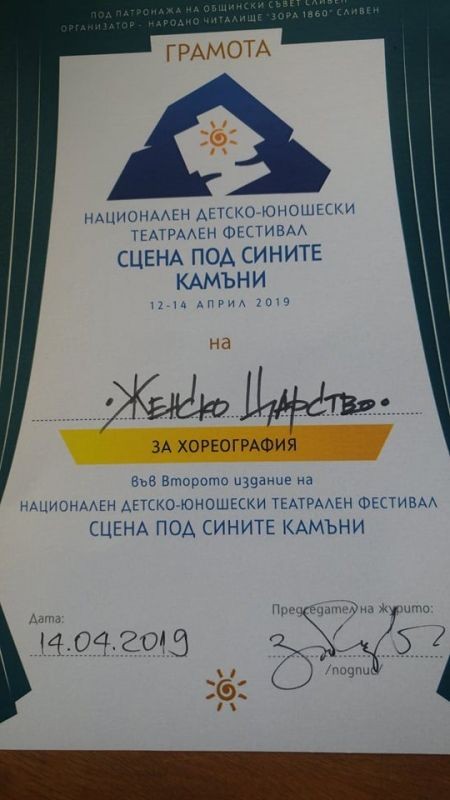 ПОД ПАТРОНАЖА НА ОБЩИНСКИ СЪВЕТ СЛИВЕН
ОРГАНИЗАТОР - НАРОДНО ЧИТАЛИЩЕ "ЗОРА 1860" СЛИВЕН
ГРАМОТА
НАЦИОНАЛЕН ДЕТСКО-ЮНОШЕСКИ
ТЕАТРАЛЕН ФЕСТИВАЛ
СЦЕНА ПОД СИНИТЕ
КАМЪНИ
12-14 АПРИЛ 2019
на
·ЖЕНСКО ЦАРСТВО·
ЗА ХОРЕОГРАФИЯ
във Второто издание на
НАЦИОНАЛЕН ДЕТСКО-ЮНОШЕСКИ ТЕАТРАЛЕН ФЕСТИВАЛ
СЦЕНА ПОД СИНИТЕ КАМЪНИ
Дата:
14.04.2019
Председател на журито:
/подпис/